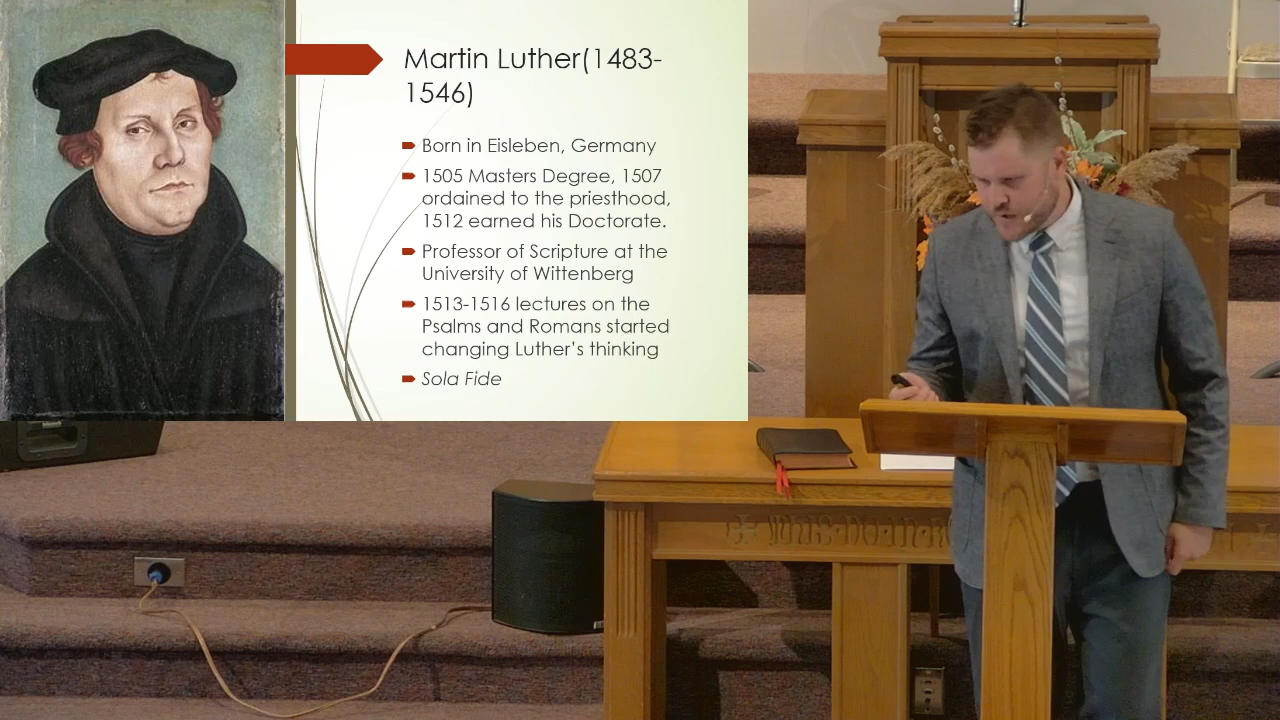 Martin Luther(1483-
1546)
Born in Eisleben, Germany
1505 Masters Degree, 1507
ordained to the priesthood,
1512 earned his Doctorate.
Professor of Scripture at the
University of Wittenberg
1513-1516 lectures on the
Psalms and Romans started
changing Luther’s thinking
Sola Fide